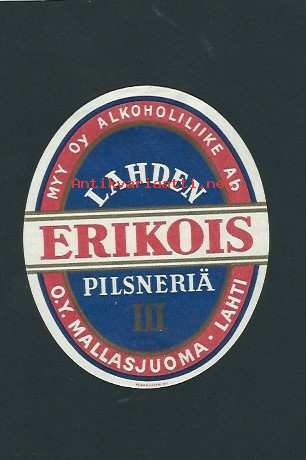 MYY OY ALKOHOLILIIKE AB
LAHDEN
Antikvariaatti.net
ERIKOIS
PILSNERIÄ
III
O.Y. MALLASJUOMA · LAHTI